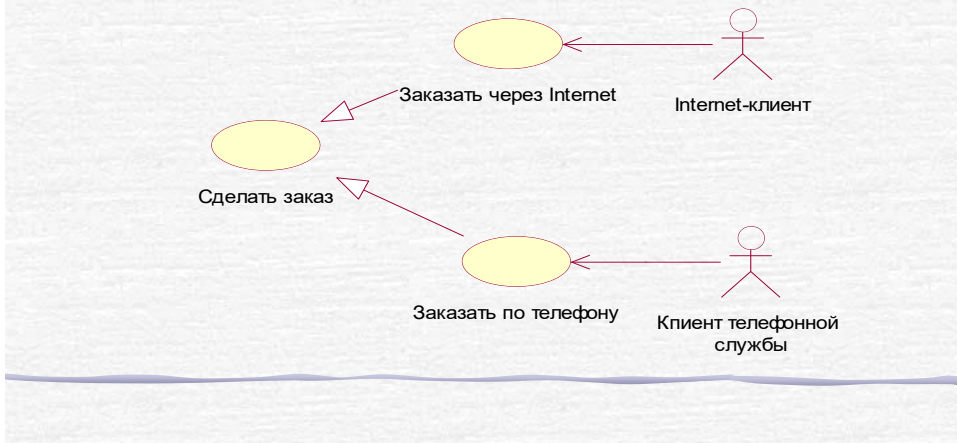 Заказать через Internet
Internet-клиент
Сделать заказ
Заказать по телефону
Клиент телефонной
службы